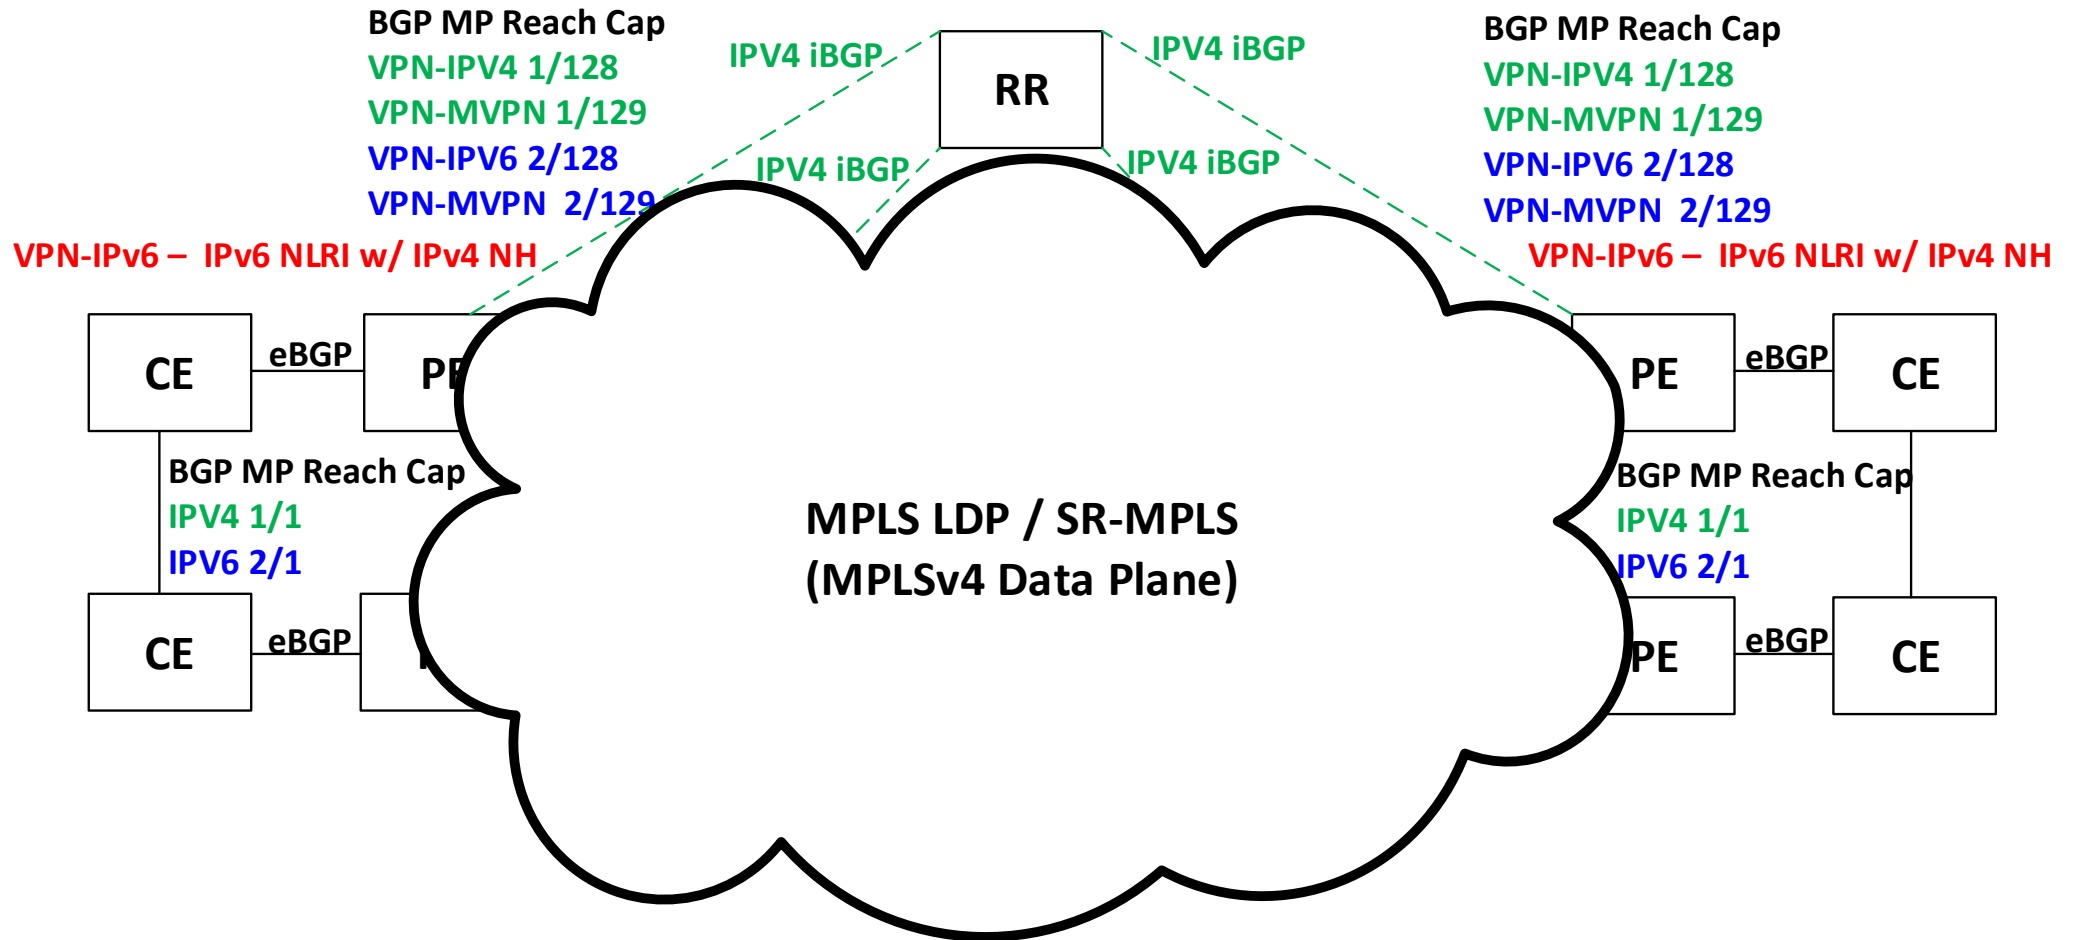 BGP MP Reach Cap
VPN-IPV4 1/128
VPN-MVPN 1/129
VPN-IPV6 2/128
VPN-MVPN  2/129
VPN-IPv6 –  IPv6 NLRI w/ IPv4 NH
IPV4 iBGP
RR
IPV4 iBGP
IPV4 iBGP
IPV4 iBGP
BGP MP Reach Cap
VPN-IPV4 1/128
VPN-MVPN 1/129
VPN-IPV6 2/128
VPN-MVPN  2/129
VPN-IPv6 –  IPv6 NLRI w/ IPv4 NH
CE
eBGP
PE
PE
eBGP
CE
BGP MP Reach Cap
IPV4 1/1
IPV6 2/1
MPLS LDP / SR-MPLS
(MPLSv4 Data Plane)
BGP MP Reach Cap
IPV4 1/1
IPV6 2/1
CE
eBGP
PE
eBGP
CE